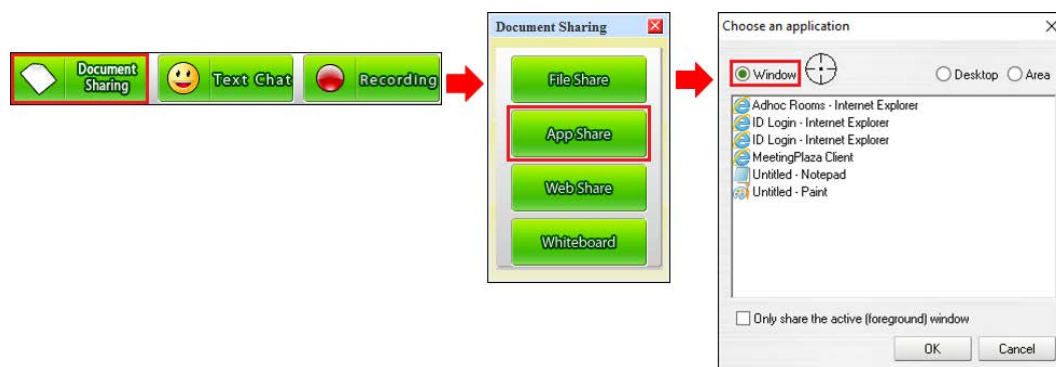 Document
Sharing
Text Chat
Recording
Document Sharing
File Share
App Share
Web Share
Whiteboard
Choose an application
Window
Desktop
Area
Adhoc Rooms - Internet Explorer
ID Login - Internet Explorer
ID Login - Internet Explorer
MeetingPlaza Client
Untitled - Notepad
Untitled - Paint
Only share the active (foreground) window
OK
Cancel